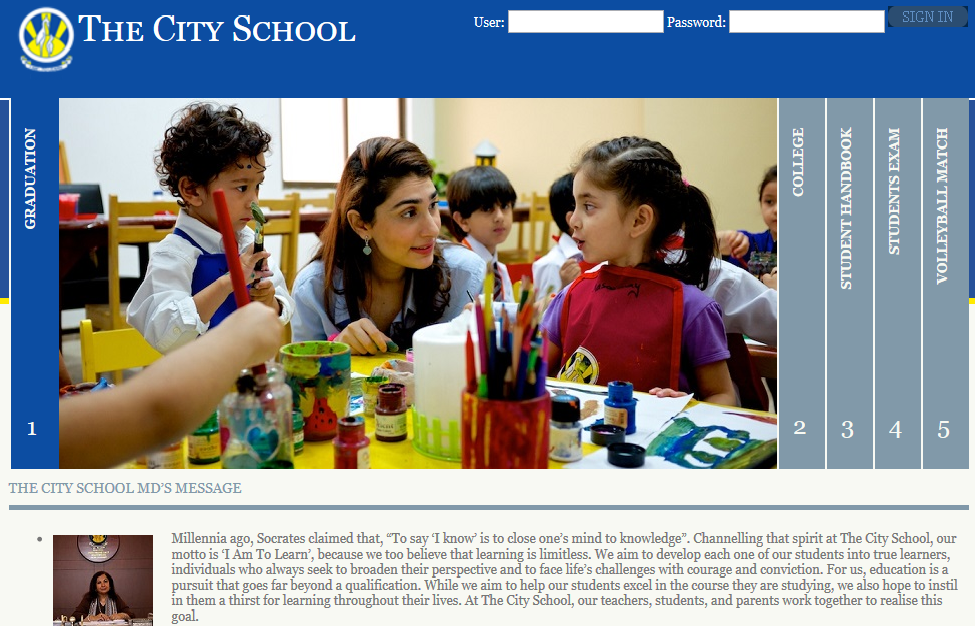 THE CITY SCHOOL
User:
Password:
SIGN IN
GRADUATION
1
COLLEGE
2
STUDENT HANDBOOK
3
STUDENTS EXAM
4
VOLLEYBALL MATCH
5
THE CITY SCHOOL MD'S MESSAGE
Millennia ago, Socrates claimed that, “To say ‘I know’ is to close one’s mind to knowledge”. Channelling that spirit at The City School, our
motto is ‘I Am To Learn’, because we too believe that learning is limitless. We aim to develop each one of our students into true learners,
individuals who always seek to broaden their perspective and to face life’s challenges with courage and conviction. For us, education is a
pursuit that goes far beyond a qualification. While we aim to help our students excel in the course they are studying, we also hope to instil
in them a thirst for learning throughout their lives. At The City School, our teachers, students, and parents work together to realise this
goal.